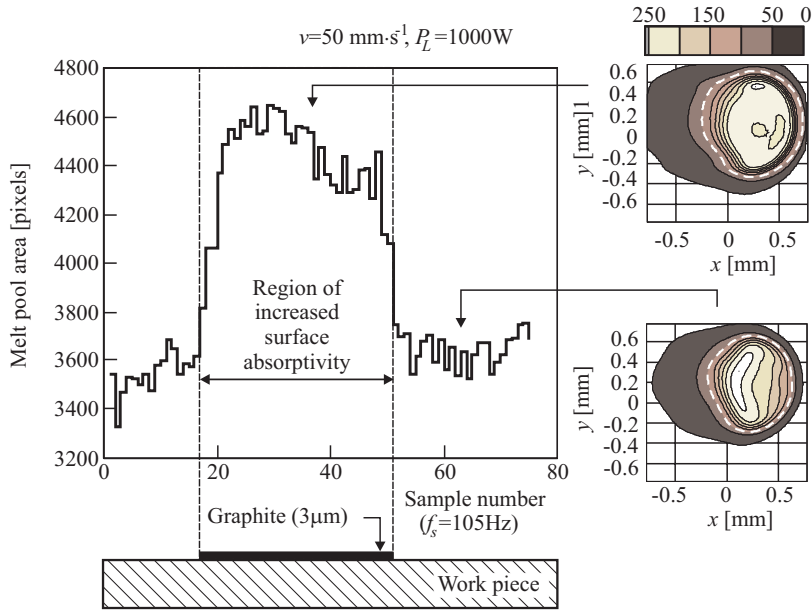 v=50 mm·s-1, PL=1000W
250 150 50 0
4800
4600
4400
4200
4000
3800
3600
3400
3200
Melt pool area [pixels]
0 20 40 60 80
Region of
increased
surface
absorptivity
Sample number
(fs=105Hz)
Graphite (3μm)
Work piece
0.6
0.4
0.2
0
-0.2
-0.4
-0.6
y [mm]1
-0.5 0 0.5
x [mm]
0.6
0.4
0.2
0
-0.2
-0.4
-0.6
y [mm]
-0.5 0 0.5
x [mm]